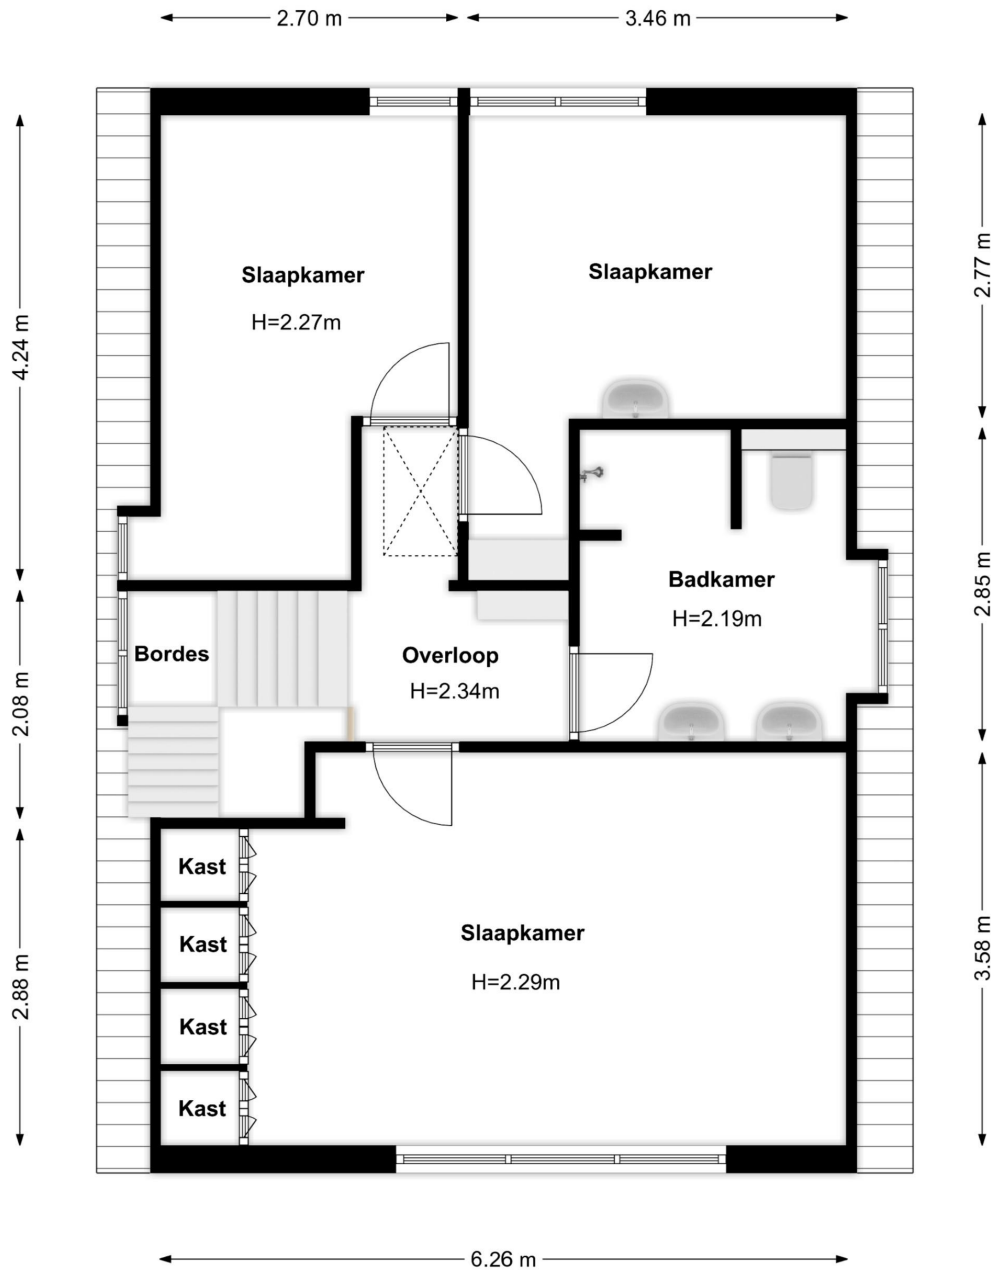 2.70 m
3.46 m
4.24 m
2.77 m
Slaapkamer
H=2.27m
Slaapkamer
2.85 m
Badkamer
H=2.19m
Bordes
Overloop
H=2.34m
2.08 m
Kast
Kast
Kast
Kast
Slaapkamer
H=2.29m
2.88 m
3.58 m
6.26 m